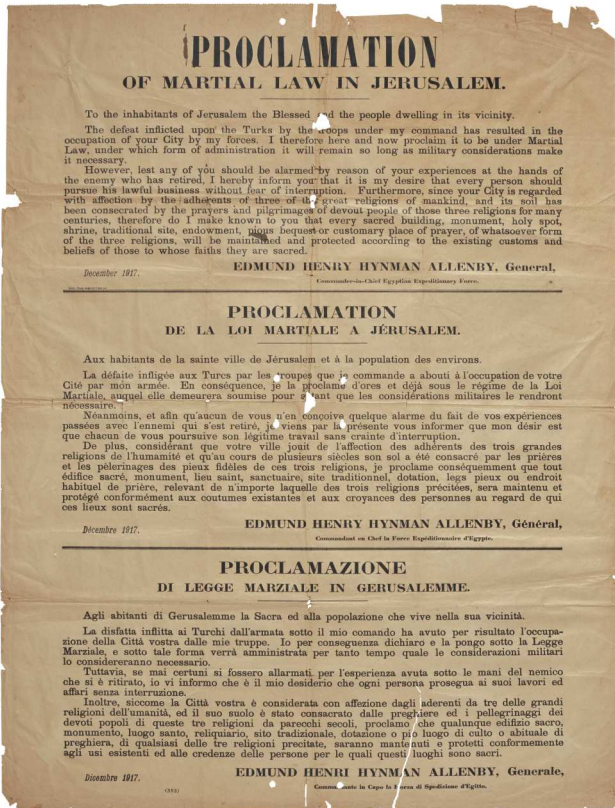 PROCLAMATION
OF MARTIAL LAW IN JERUSALEM.
To the inhabitants of Jerusalem the Blessed and the people dwelling in its vicinity.
The defeat inflicted upon the Turks by the troops under my command has resulted in the
occupation of your City by my forces. I therefore here and now proclaim it to be under Martial
Law, under which form of administration it will remain so long as military considerations make
it necessary.
However, lest any of you should be alarmed by reason of your experiences at the hands of
the enemy who has retired, I hereby inform you that it is my desire that every person should
pursue his lawful business without fear of interruption. Furthermore, since your City is regarded
with affection by the adherents of three of the great religions of mankind, and its soil has
been consecrated by the prayers and pilgrimages of devout people of those three religions for many
centuries, therefore do I make known to you that every sacred building, monument, holy spot,
shrine, traditional site, endowment, pious bequest or customary place of prayer, of whatsoever form
of the three religions, will be maintained and protected according to the existing customs and
beliefs of those to whose faiths they are sacred.
December 1917.
EDMUND HENRY HYNMAN ALLENBY, General,
Commander-in-Chief Egyptian Expeditionary Force.
PROCLAMATION
DE LA LOI MARTIALE A JÉRUSALEM.
Aux habitants de la sainte ville de Jérusalem et à la population des environs.
La défaite infligée aux Turcs par les troupes que je commande a abouti à l'occupation de votre
Cité par mon armée. En conséquence, je la proclame d'ores et déjà sous le régime de la Loi
Martiale, auquel elle demeurera soumise pour autant que les considérations militaires le rendront
nécessaire.
Néanmoins, et afin qu'aucun de vous n'en conçoive quelque alarme du fait de vos expériences
passées avec l'ennemi qui s'est retiré, je viens par la présente vous informer que mon désir est
que chacun de vous poursuive son légitime travail sans crainte d'interruption.
De plus, considérant que votre ville jouit de l'affection des adhérents des trois grandes
religions de l'humanité et qu'au cours de plusieurs siècles son sol a été consacré par les prières
et les pèlerinages des pieux fidèles de ces trois religions, je proclame conséquemment que tout
édifice sacré, monument, lieu saint, sanctuaire, site traditionnel, dotation, legs pieux ou endroit
habituel de prière, relevant de n'importe laquelle des trois religions précitées, sera maintenu et
protégé conformément aux coutumes existantes et aux croyances des personnes au regard de qui
ces lieux sont sacrés.
Décembre 1917.
EDMUND HENRY HYNMAN ALLENBY, Général,
Commandant en Chef la Force Expéditionnaire d'Egypte.
PROCLAMAZIONE
DI LEGGE MARZIALE IN GERUSALEMME.
Agli abitanti di Gerusalemme la Sacra ed alla popolazione che vive nella sua vicinità.
La disfatta inflitta ai Turchi dall'armata sotto il mio comando ha avuto per risultato l'occupa-
zione della Città vostra dalle mie truppe. Io per conseguenza dichiaro e la pongo sotto la Legge
Marziale, e sotto tale forma verrà amministrata per tanto tempo quale le considerazioni militari
lo considereranno necessario.
Tuttavia, se mai certuni si fossero allarmati per l'esperienza avuta sotto le mani del nemico
che si è ritirato, io vi informo che è il mio desiderio che ogni persona prosegua ai suoi lavori ed
affari senza interruzione.
Inoltre, siccome la Città vostra è considerata con affezione dagli aderenti da tre delle grandi
religioni dell'umanità, ed il suo suolo è stato consacrato dalle preghiere ed i pellegrinaggi dei
devoti popoli di queste tre religioni da parecchi secoli, proclamo che qualunque edifizio sacro,
monumento, luogo santo, reliquiario, sito tradizionale, dotazione o pio luogo di culto o abituale di
preghiera, di qualsiasi delle tre religioni precitate, saranno mantenuti e protetti conformemente
agli usi esistenti ed alle credenze delle persone per le quali questi luoghi sono sacri.
Dicembre 1917.
EDMUND HENRI HYNMAN ALLENBY, Generale,
Commandante in Capo la Forza di Spedizione d'Egitto.